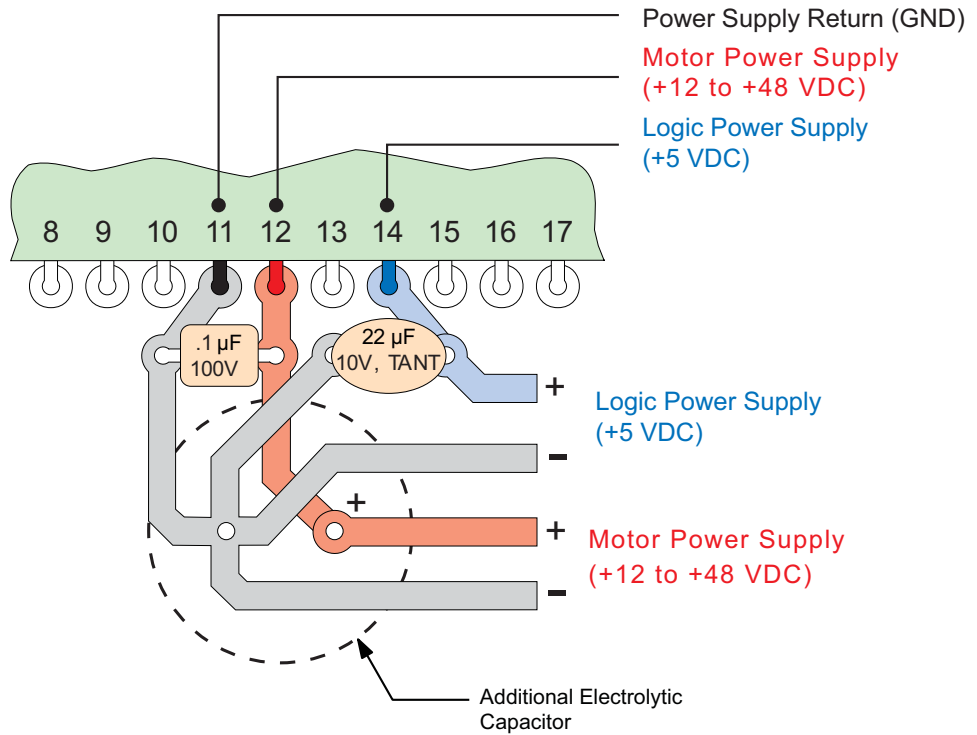 Power Supply Return (GND)
Motor Power Supply
(+12 to +48 VDC)
Logic Power Supply
(+5 VDC)
8 9 10 11 12 13 14 15 16 17
.1 µF
100V
22 µF
10V, TANT
+
Logic Power Supply
(+5 VDC)
-
+
+
Motor Power Supply
(+12 to +48 VDC)
-
Additional Electrolytic
Capacitor